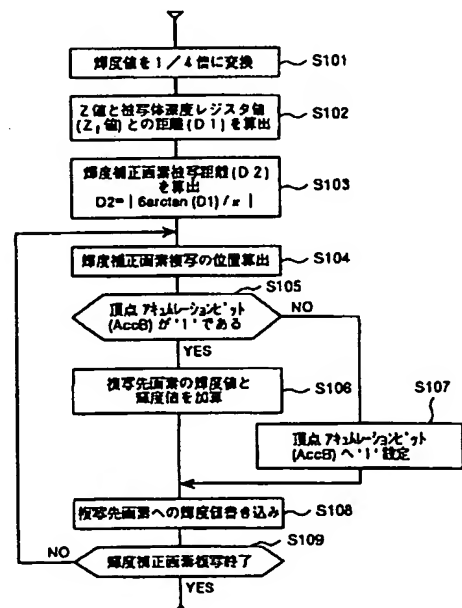 輝度値を1/4倍に変換
S101
Z値と被写体深度レジスタ値
(Zf値)との距離(D1)を算出
S102
輝度補正画素複写距離(D2)
を算出
D2=|6arctan(D1)/π|
S103
輝度補正画素複写の位置算出
S104
S105
頂点アキュムレーションビット
(AccB)が'1'である
NO
YES
複写先画素の輝度値と
輝度値を加算
S106
S107
頂点アキュムレーションビット
(AccB)へ'1'設定
複写先画素への輝度値書き込み
S108
S109
NO
輝度補正画素複写終了
YES